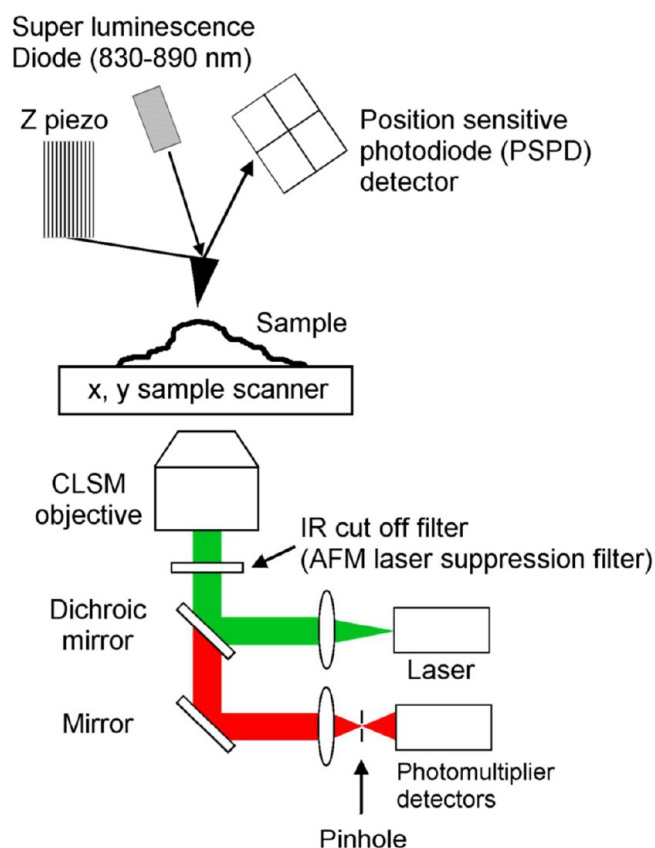 Super luminescence
Diode (830-890 nm)
Z piezo
Position sensitive
photodiode (PSPD)
detector
Sample
x, y sample scanner
CLSM
objective
IR cut off filter
(AFM laser suppression filter)
Dichroic
mirror
Laser
Mirror
Photomultiplier
detectors
Pinhole